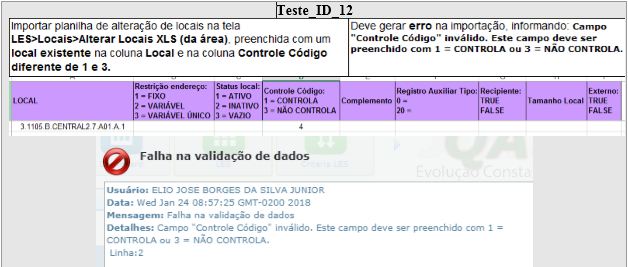 Teste_ID_12
Importar planilha de alteração de locais na tela
LES>Locais>Alterar Locais XLS (da área), preenchida com um
local existente na coluna Local e na coluna Controle Código
diferente de 1 e 3.
Deve gerar erro na importação, informando: Campo
"Controle Código" inválido. Este campo deve ser
preenchido com 1 = CONTROLA ou 3 = NÃO CONTROLA.
LOCAL
Restrição endereço:
1 = FIXO
2 = VARIÁVEL
3 = VARIÁVEL ÚNICO
Status local:
1 = ATIVO
2 = INATIVO
3 = VAZIO
Controle Código:
1 = CONTROLA
3 = NÃO CONTROLA
Complemento
Registro Auxiliar Tipo:
0 =
20 =
Recipiente:
TRUE
FALSE
Tamanho Local
Externo:
TRUE
FALSE
3.1105.B.CENTRAL2.7.A01.A.1
4
Critéria LES
QA
Evolução Consta
Falha na validação de dados
Usuário: ELIO JOSE BORGES DA SILVA JUNIOR
Data: Wed Jan 24 08:57:25 GMT-0200 2018
Mensagem: Falha na validação de dados
Detalhes: Campo "Controle Código" inválido. Este campo deve ser preenchido com 1 =
CONTROLA ou 3 = NÃO CONTROLA.
Linha:2